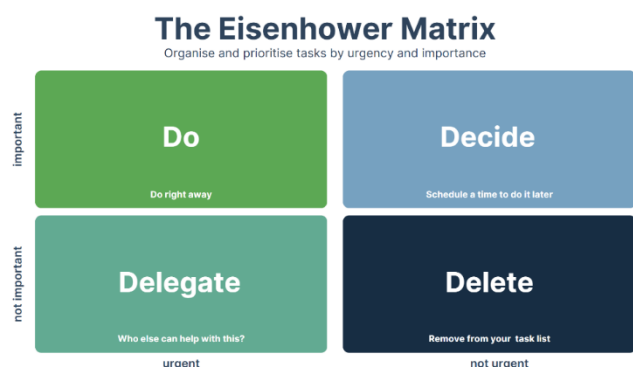 The Eisenhower Matrix
Organise and prioritise tasks by urgency and importance
important
Do
Do right away
Decide
Schedule a time to do it later
not important
Delegate
Who else can help with this?
Delete
Remove from your task list
urgent
not urgent